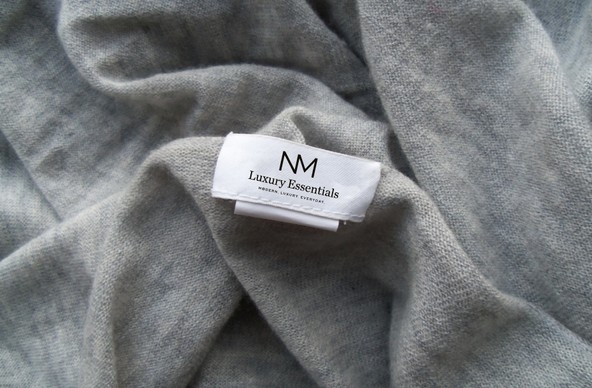 NM
Luxury Essentials
MODERN. LUXURY EVERYDAY.